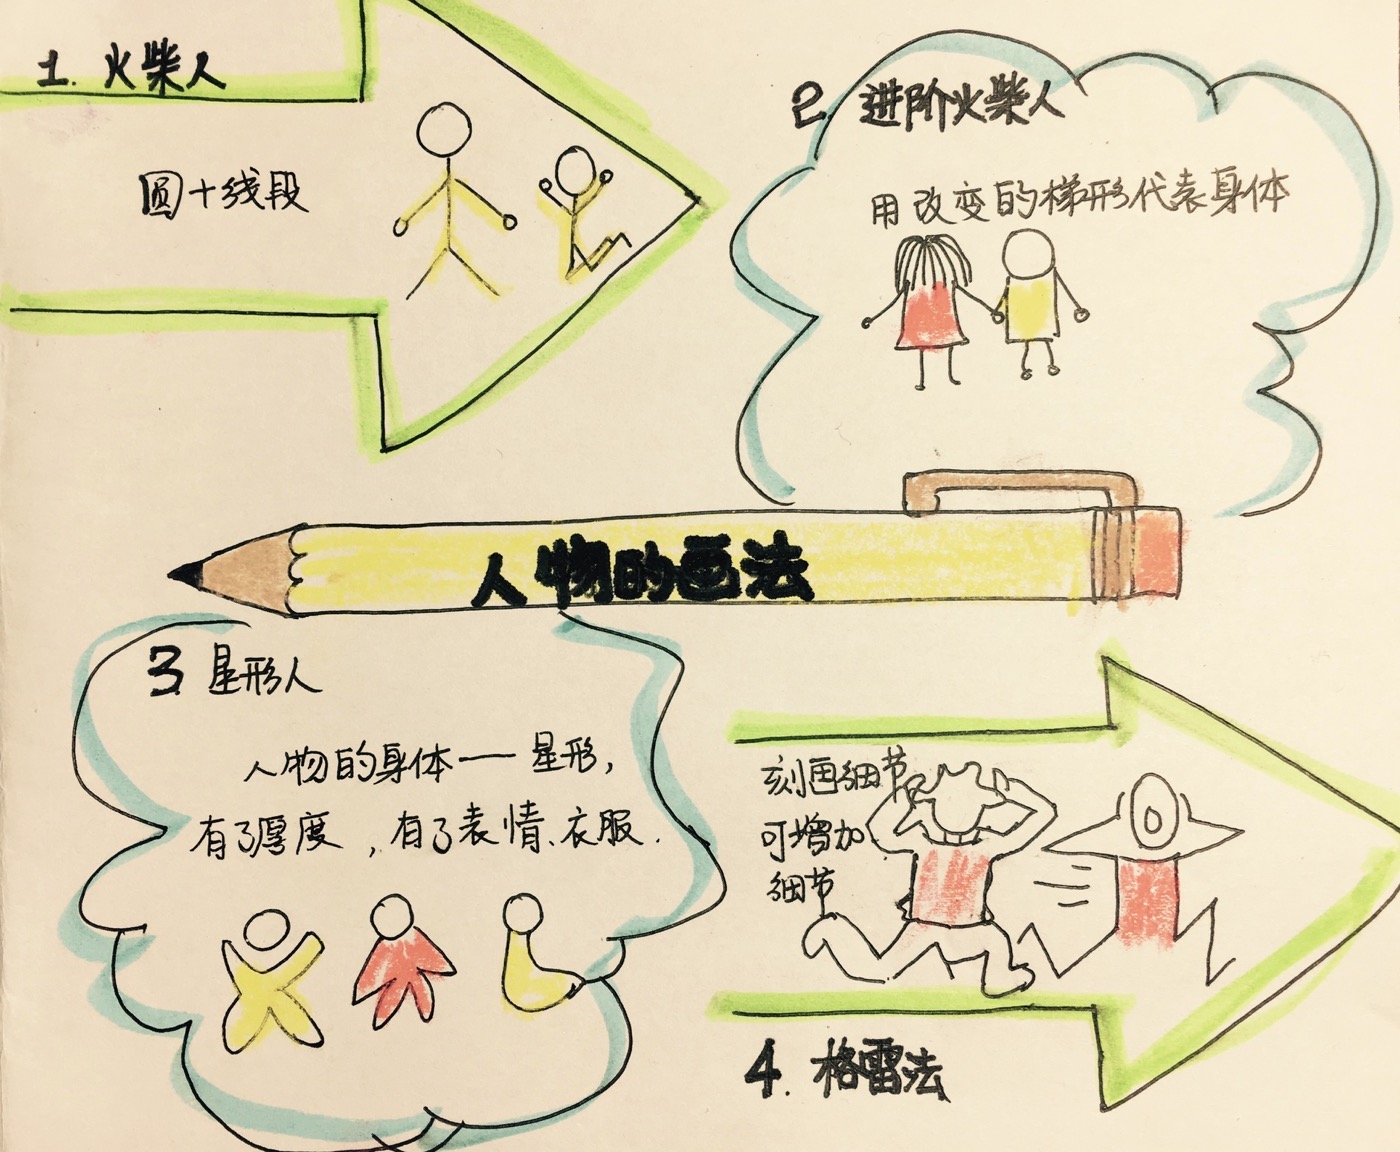 1. 火柴人
圆+线段
2. 进阶火柴人
用改变的梯形代表身体
人物的画法
3 星形人
人物的身体——星形,
有了厚度,有了表情、衣服.
刻画细节
可增加
细节
4. 格雷法